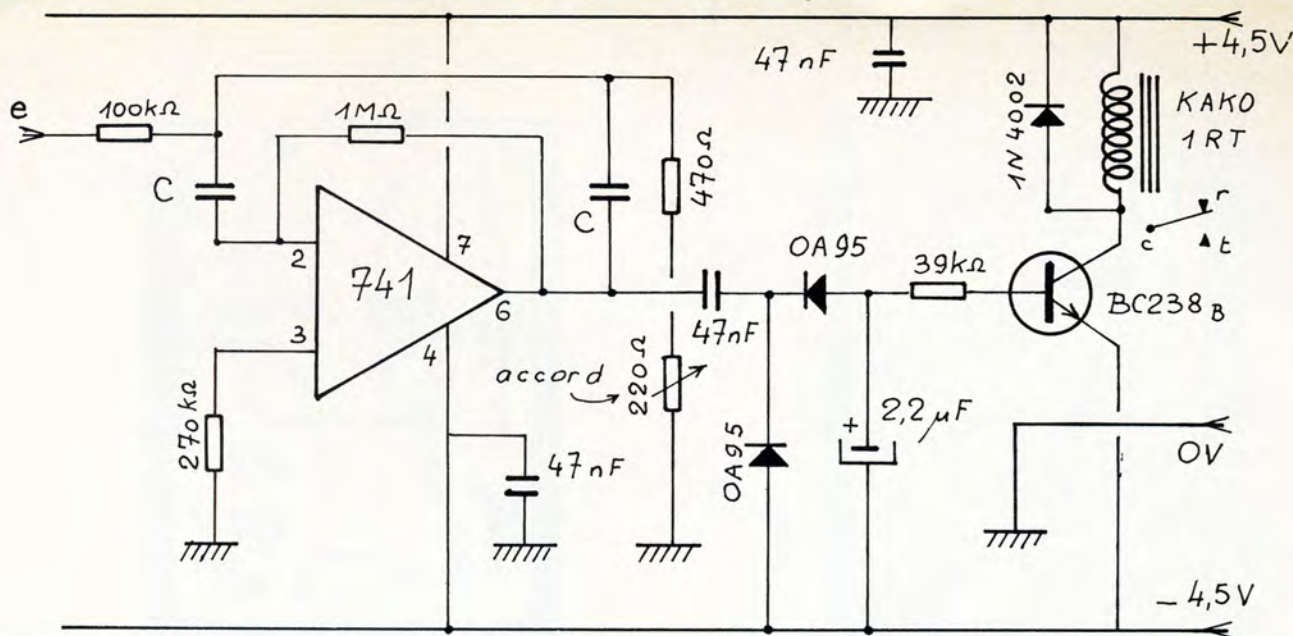 +4,5V
47nF
e
100kΩ
1MΩ
1N4002
KAKO
1RT
470Ω
C
C
r
c
t
2
7
741
OA95
39kΩ
6
BC238B
3
4
47nF
accord
220Ω
270kΩ
+
2,2µF
47nF
OA95
0V
-4,5V